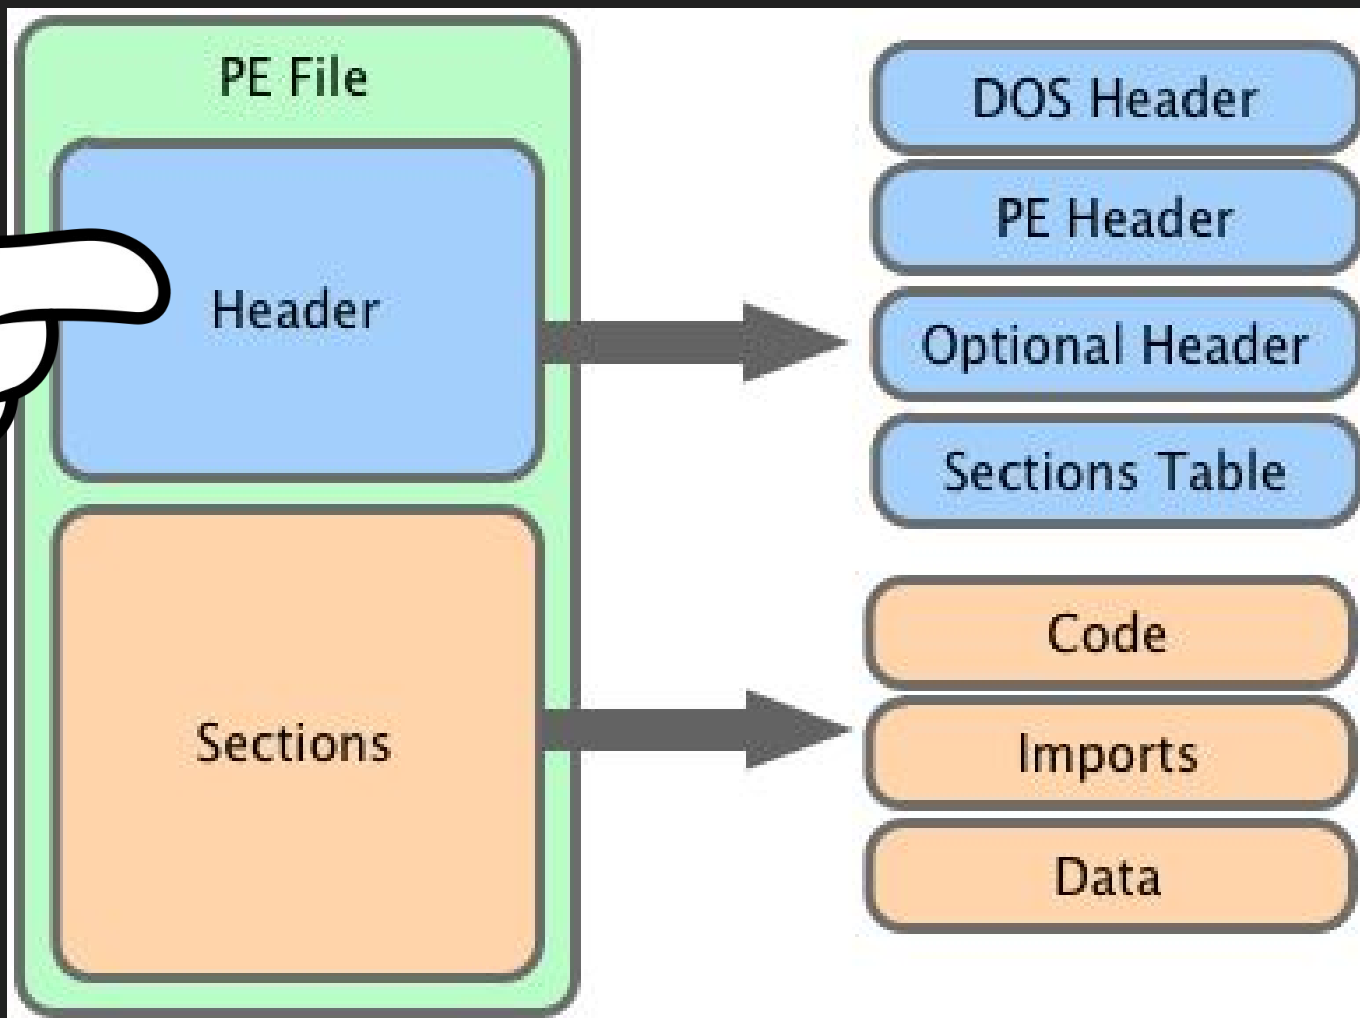 PE File
Header
Sections
DOS Header
PE Header
Optional Header
Sections Table
Code
Imports
Data